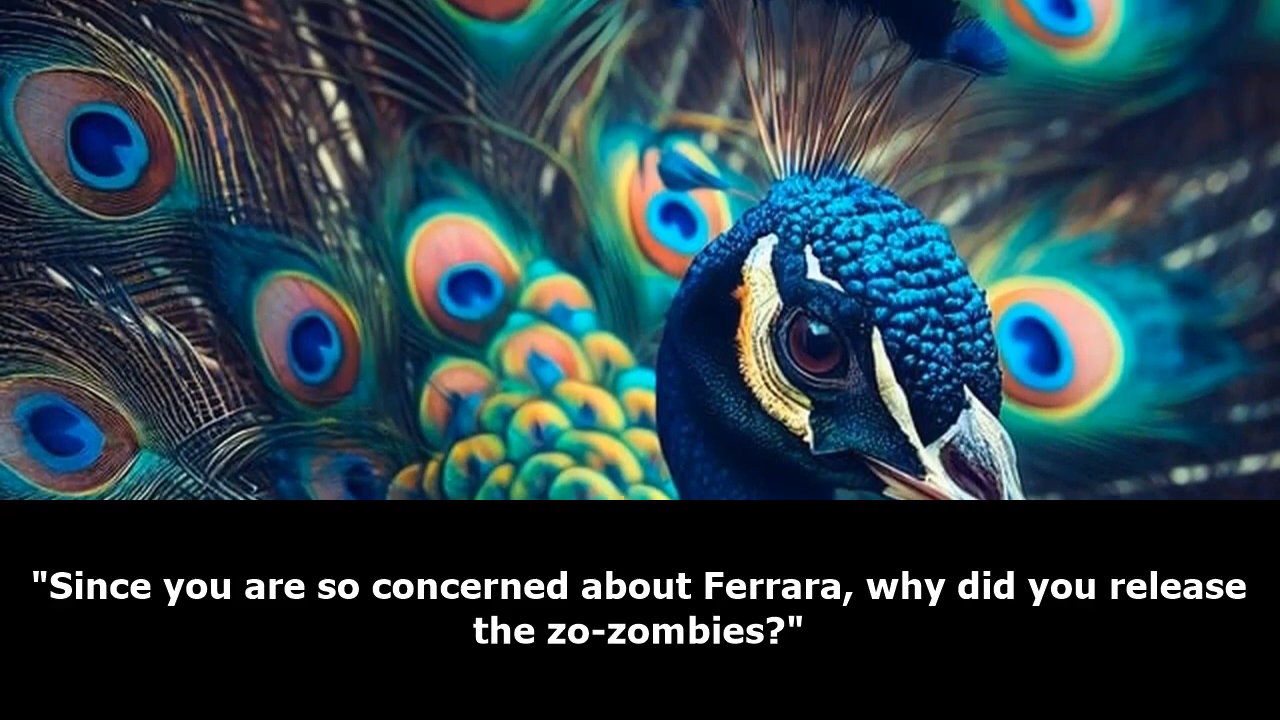 "Since you are so concerned about Ferrara, why did you release
the zo-zombies?"